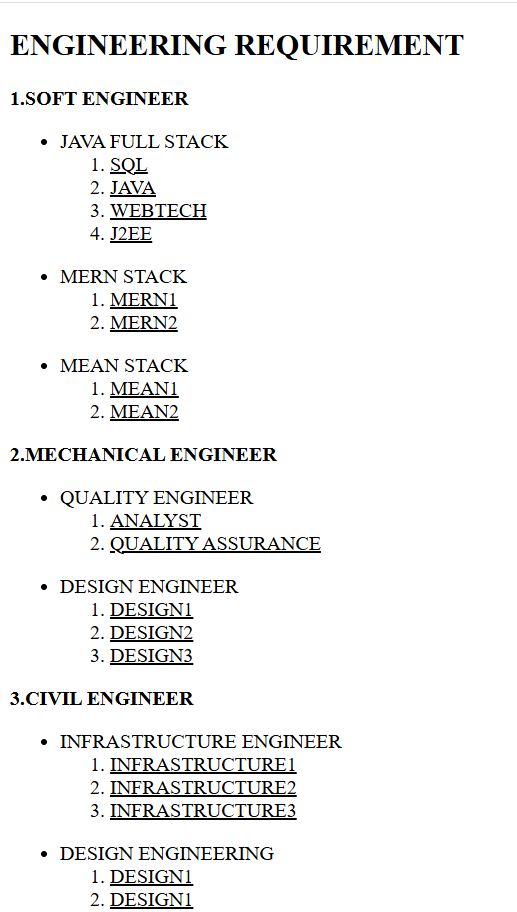 ENGINEERING REQUIREMENT
1.SOFT ENGINEER
• JAVA FULL STACK
1. SQL
2. JAVA
3. WEBTECH
4. J2EE
• MERN STACK
1. MERN1
2. MERN2
• MEAN STACK
1. MEAN1
2. MEAN2
2.MECHANICAL ENGINEER
• QUALITY ENGINEER
1. ANALYST
2. QUALITY ASSURANCE
• DESIGN ENGINEER
1. DESIGN1
2. DESIGN2
3. DESIGN3
3.CIVIL ENGINEER
• INFRASTRUCTURE ENGINEER
1. INFRASTRUCTURE1
2. INFRASTRUCTURE2
3. INFRASTRUCTURE3
• DESIGN ENGINEERING
1. DESIGN1
2. DESIGN1